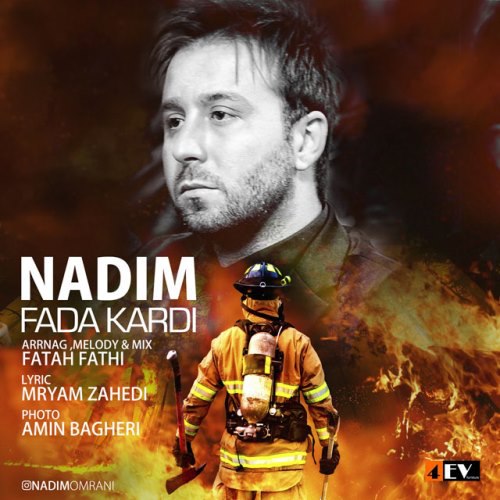 NADIM
FADA KARDI
ARRNAG ,MELODY & MIX
FATAH FATHI
LYRIC
MRYAM ZAHEDI
PHOTO
AMIN BAGHERI
@NADIMOMRANI
4EV